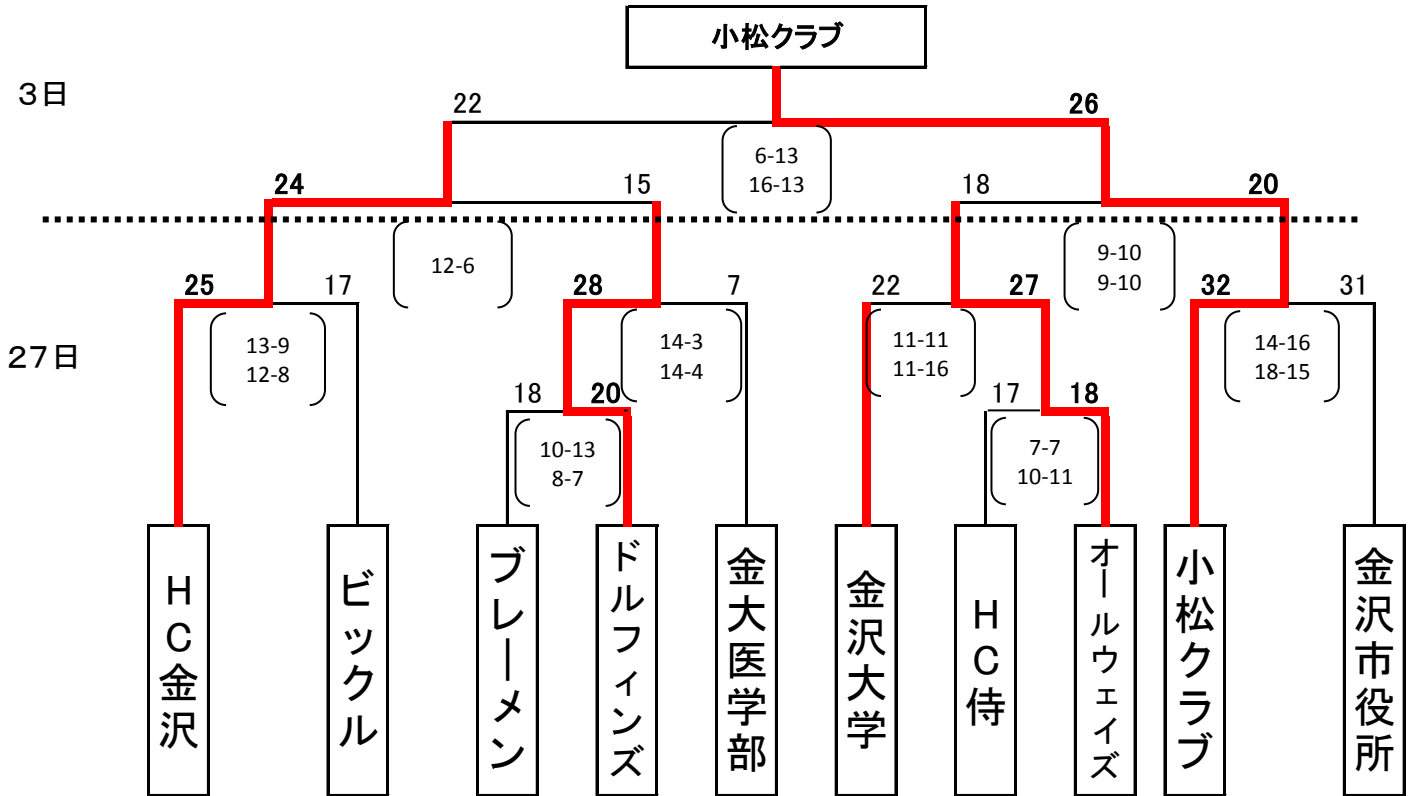 小松クラブ
3日
22
26
6-13
16-13
24
15
18
20
12-6
9-10
9-10
25
17
28
7
22
27
32
31
27日
13-9
12-8
14-3
14-4
11-11
11-16
14-16
18-15
18
20
17
18
10-13
8-7
7-7
10-11
HC金沢
ビックル
ブレーメン
ドルフィンズ
金大医学部
金沢大学
HC侍
オールウェイズ
小松クラブ
金沢市役所